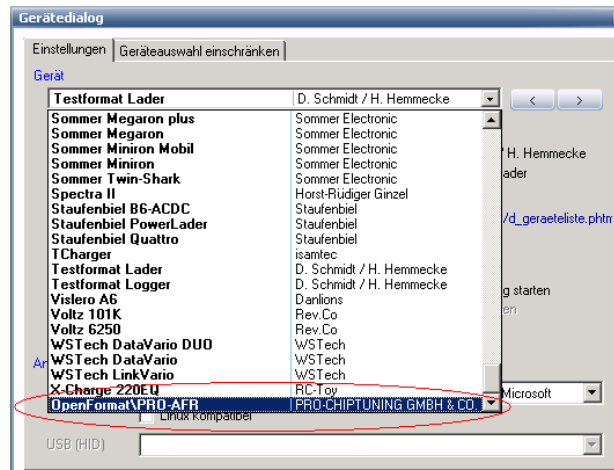 Gerätedialog
Einstellungen Geräteauswahl einschränken
Gerät
Testformat Lader D. Schmidt / H. Hemmecke < >
Sommer Megaron plus Sommer Electronic
Sommer Megaron Sommer Electronic
Sommer Miniron Mobil Sommer Electronic / H. Hemmecke
Sommer Miniron Sommer Electronic ader
Sommer Twin-Shark Sommer Electronic
Spectra II Horst-Rüdiger Ginzel
Staufenbiel B6-ACDC Staufenbiel /d_geraeteliste.phtm
Staufenbiel PowerLader Staufenbiel
Staufenbiel Quattro Staufenbiel
TCharger isamtec
Testformat Lader D. Schmidt / H. Hemmecke
Testformat Logger D. Schmidt / H. Hemmecke g starten
Vislero A6 Danlions en
Voltz 101K Rev.Co
Voltz 6250 Rev.Co
WSTech DataVario DUO WSTech
Ar WSTech DataVario WSTech
WSTech LinkVario WSTech
X-Charge 220EQ RC-Toy Microsoft
OpenFormat\PRO-AFR PRO-CHIPTUNING GMBH & CO.
Linux kompatibel
USB (HID)